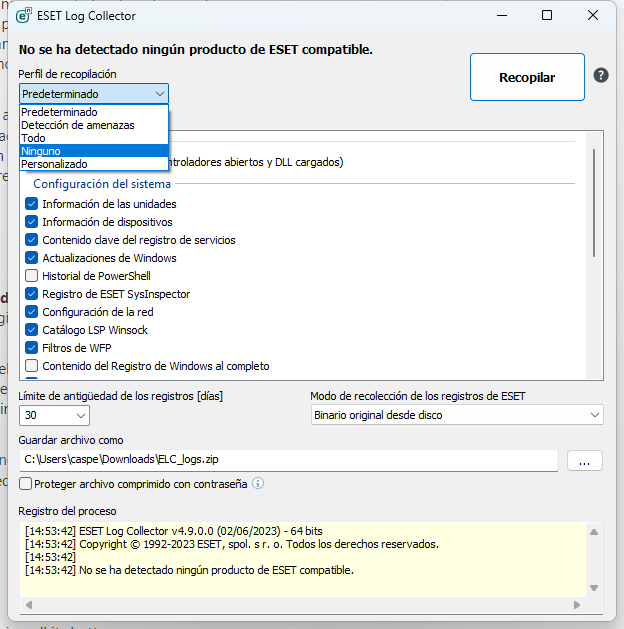 ESET Log Collector
No se ha detectado ningún producto de ESET compatible.
Perfil de recopilación
Recopilar
Predeterminado
Predeterminado
Detección de amenazas
Todo
Ninguno
Personalizado
ntroladores abiertos y DLL cargados)
Configuración del sistema
Información de las unidades
Información de dispositivos
Contenido clave del registro de servicios
Actualizaciones de Windows
Historial de PowerShell
Registro de ESET SysInspector
Configuración de la red
Catálogo LSP Winsock
Filtros de WFP
Contenido del Registro de Windows al completo
Límite de antigüedad de los registros [días]
Modo de recolección de los registros de ESET
30
Binario original desde disco
Guardar archivo como
C:\Users\caspe\Downloads\ELC_logs.zip
...
Proteger archivo comprimido con contraseña
Registro del proceso
[14:53:42] ESET Log Collector v4.9.0.0 (02/06/2023) - 64 bits
[14:53:42] Copyright © 1992-2023 ESET, spol. s r. o. Todos los derechos reservados.
[14:53:42]
[14:53:42] No se ha detectado ningún producto de ESET compatible.